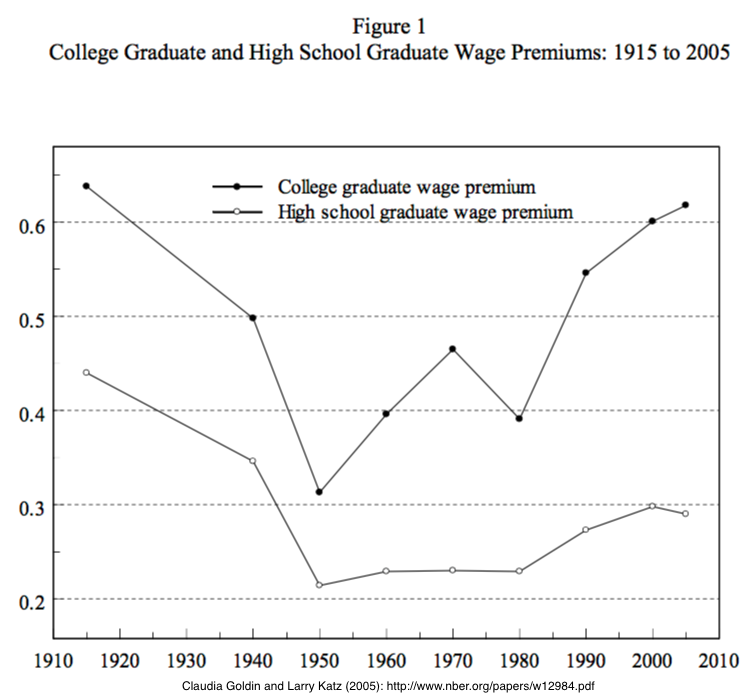 Figure 1
College Graduate and High School Graduate Wage Premiums: 1915 to 2005
College graduate wage premium
High school graduate wage premium
0.6
0.5
0.4
0.3
0.2
1910 1920 1930 1940 1950 1960 1970 1980 1990 2000 2010
Claudia Goldin and Larry Katz (2005): http://www.nber.org/papers/w12984.pdf